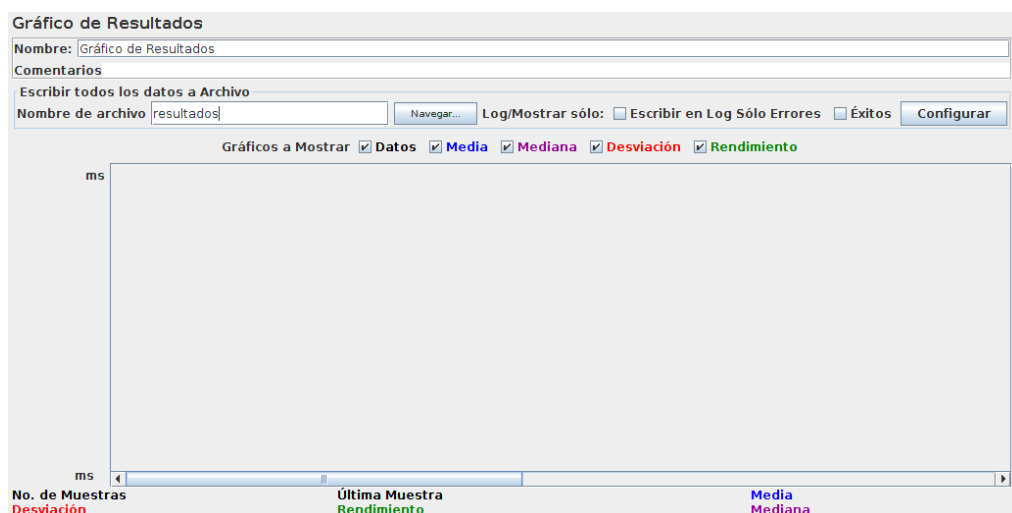 Gráfico de Resultados
Nombre: Gráfico de Resultados
Comentarios
Escribir todos los datos a Archivo
Nombre de archivo resultados Navegar... Log/Mostrar sólo: Escribir en Log Sólo Errores Éxitos Configurar
Gráficos a Mostrar Datos Media Mediana Desviación Rendimiento
ms
ms
No. de Muestras Última Muestra Media
Desviación Rendimiento Mediana